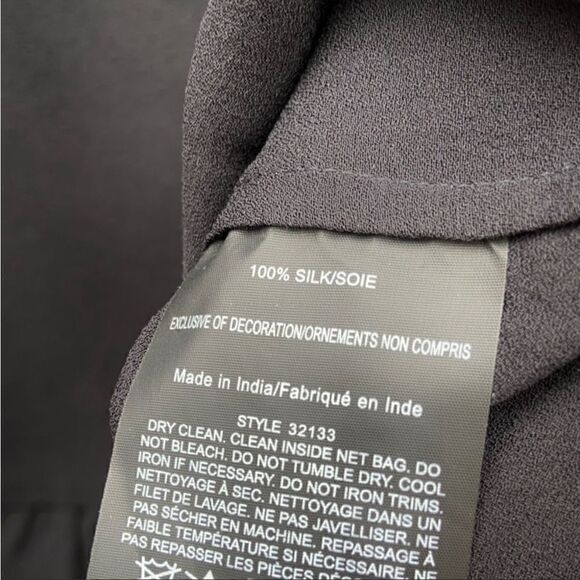 100% SILK/SOIE
EXCLUSIVE OF DECORATION/ORNEMENTS NON COMPRIS
Made in India/Fabriqué en Inde
STYLE 32133
DRY CLEAN. CLEAN INSIDE NET BAG. DO
NOT BLEACH. DO NOT TUMBLE DRY. COOL
IRON IF NECESSARY. DO NOT IRON TRIMS.
NETTOYAGE À SEC. NETTOYAGE DANS UN
FILET DE LAVAGE. NE PAS JAVELLISER. NE
PAS SÉCHER EN MACHINE. REPASSAGE À
FAIBLE TEMPÉRATURE SI NÉCESSAIRE. NE
PAS REPASSER LES PIÈCES